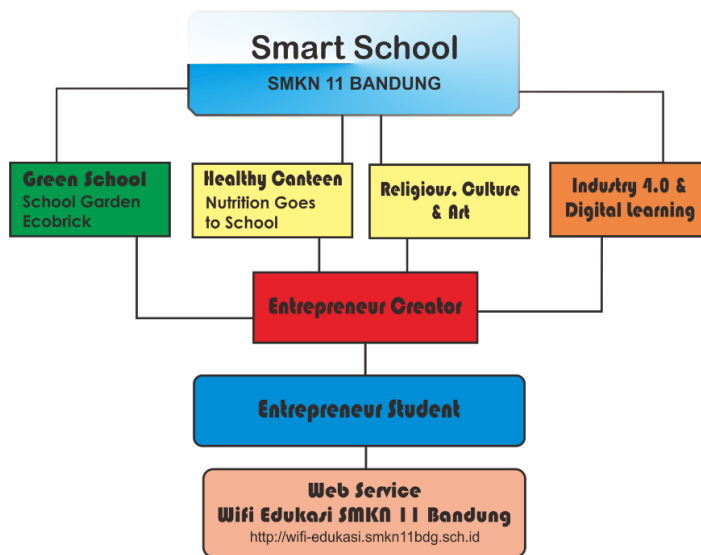 Smart School
SMKN 11 BANDUNG
Green School
School Garden
Ecobrick
Healthy Canteen
Nutrition Goes
to School
Religious, Culture
& Art
Industry 4.0 &
Digital Learning
Entrepreneur Creator
Entrepreneur Student
Web Service
Wifi Edukasi SMKN 11 Bandung
http://wifi-edukasi.smkn11bdg.sch.id